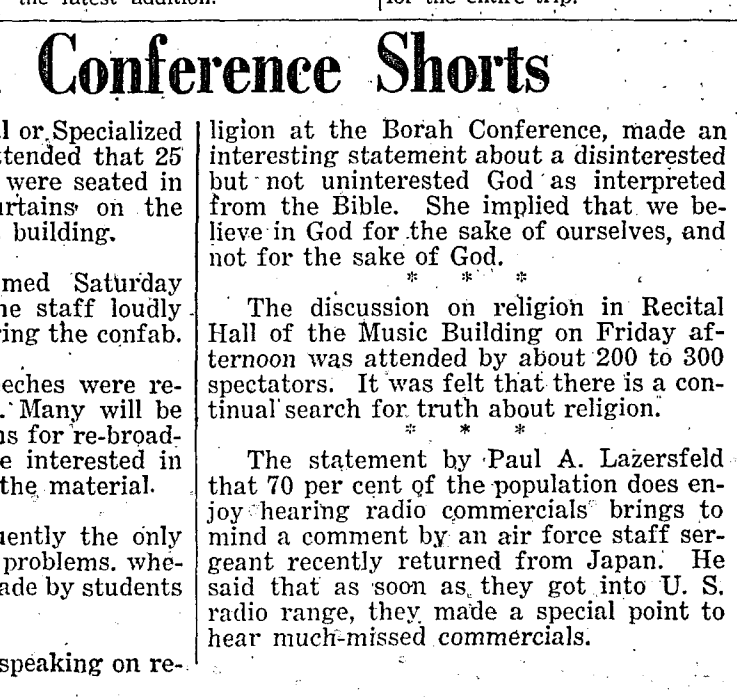 Conference Shorts
l or Specialized
tended that 25
were seated in
urtains on the
building.
med Saturday
he staff loudly
ring the confab.
eches were re-
. Many will be
ns for re-broad-
e interested in
the material.
uently the only
problems. whe-
ade by students
speaking on re-
ligion at the Borah Conference, made an
interesting statement about a disinterested
but not uninterested God as interpreted
from the Bible. She implied that we be-
lieve in God for the sake of ourselves, and
not for the sake of God.
* * *
The discussion on religion in Recital
Hall of the Music Building on Friday af-
ternoon was attended by about 200 to 300
spectators. It was felt that there is a con-
tinual search for truth about religion.
* * *
The statement by Paul A. Lazersfeld
that 70 per cent of the population does en-
joy hearing radio commercials brings to
mind a comment by an air force staff ser-
geant recently returned from Japan. He
said that as soon as they got into U. S.
radio range, they made a special point to
hear much-missed commercials.